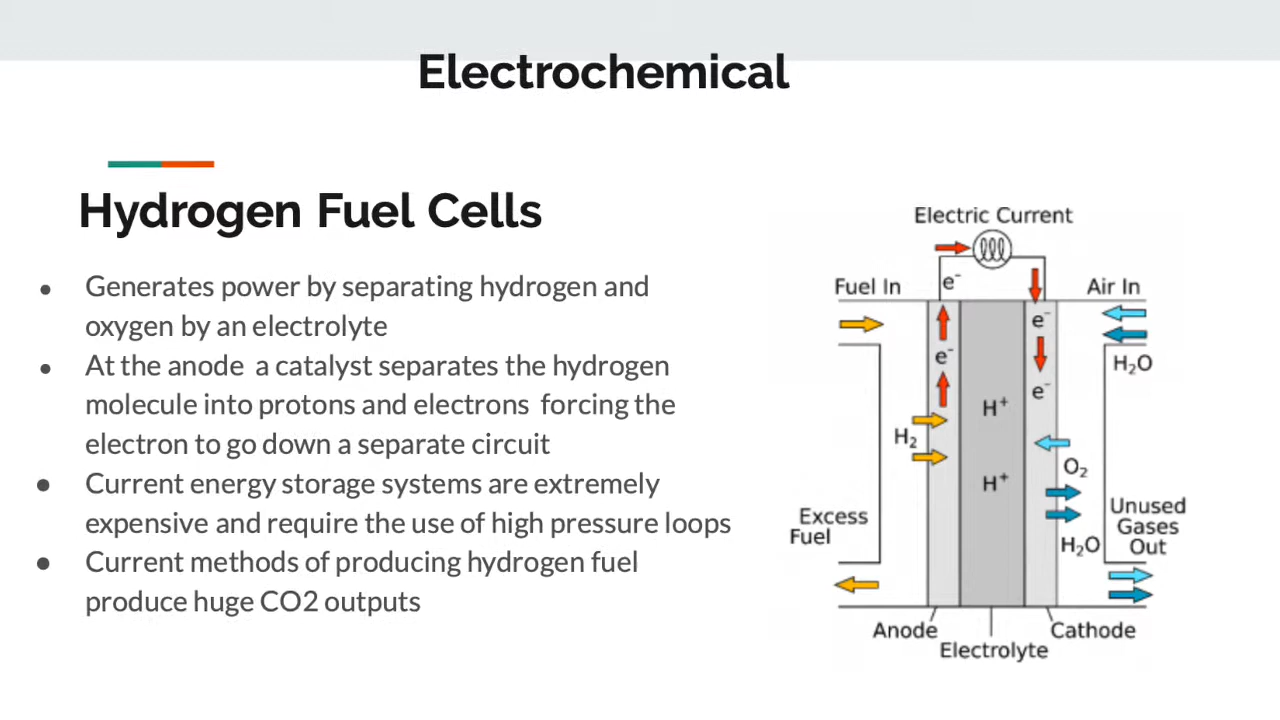 Electrochemical
Hydrogen Fuel Cells
● Generates power by separating hydrogen and
oxygen by an electrolyte
● At the anode a catalyst separates the hydrogen
molecule into protons and electrons forcing the
electron to go down a separate circuit
● Current energy storage systems are extremely
expensive and require the use of high pressure loops
● Current methods of producing hydrogen fuel
produce huge CO2 outputs
Electric Current
Fuel In
e⁻
Air In
e⁻
H₂O
e⁻
e⁻
H⁺
H₂
O₂
H⁺
Excess
Fuel
H₂O
Unused
Gases
Out
Anode
Cathode
Electrolyte